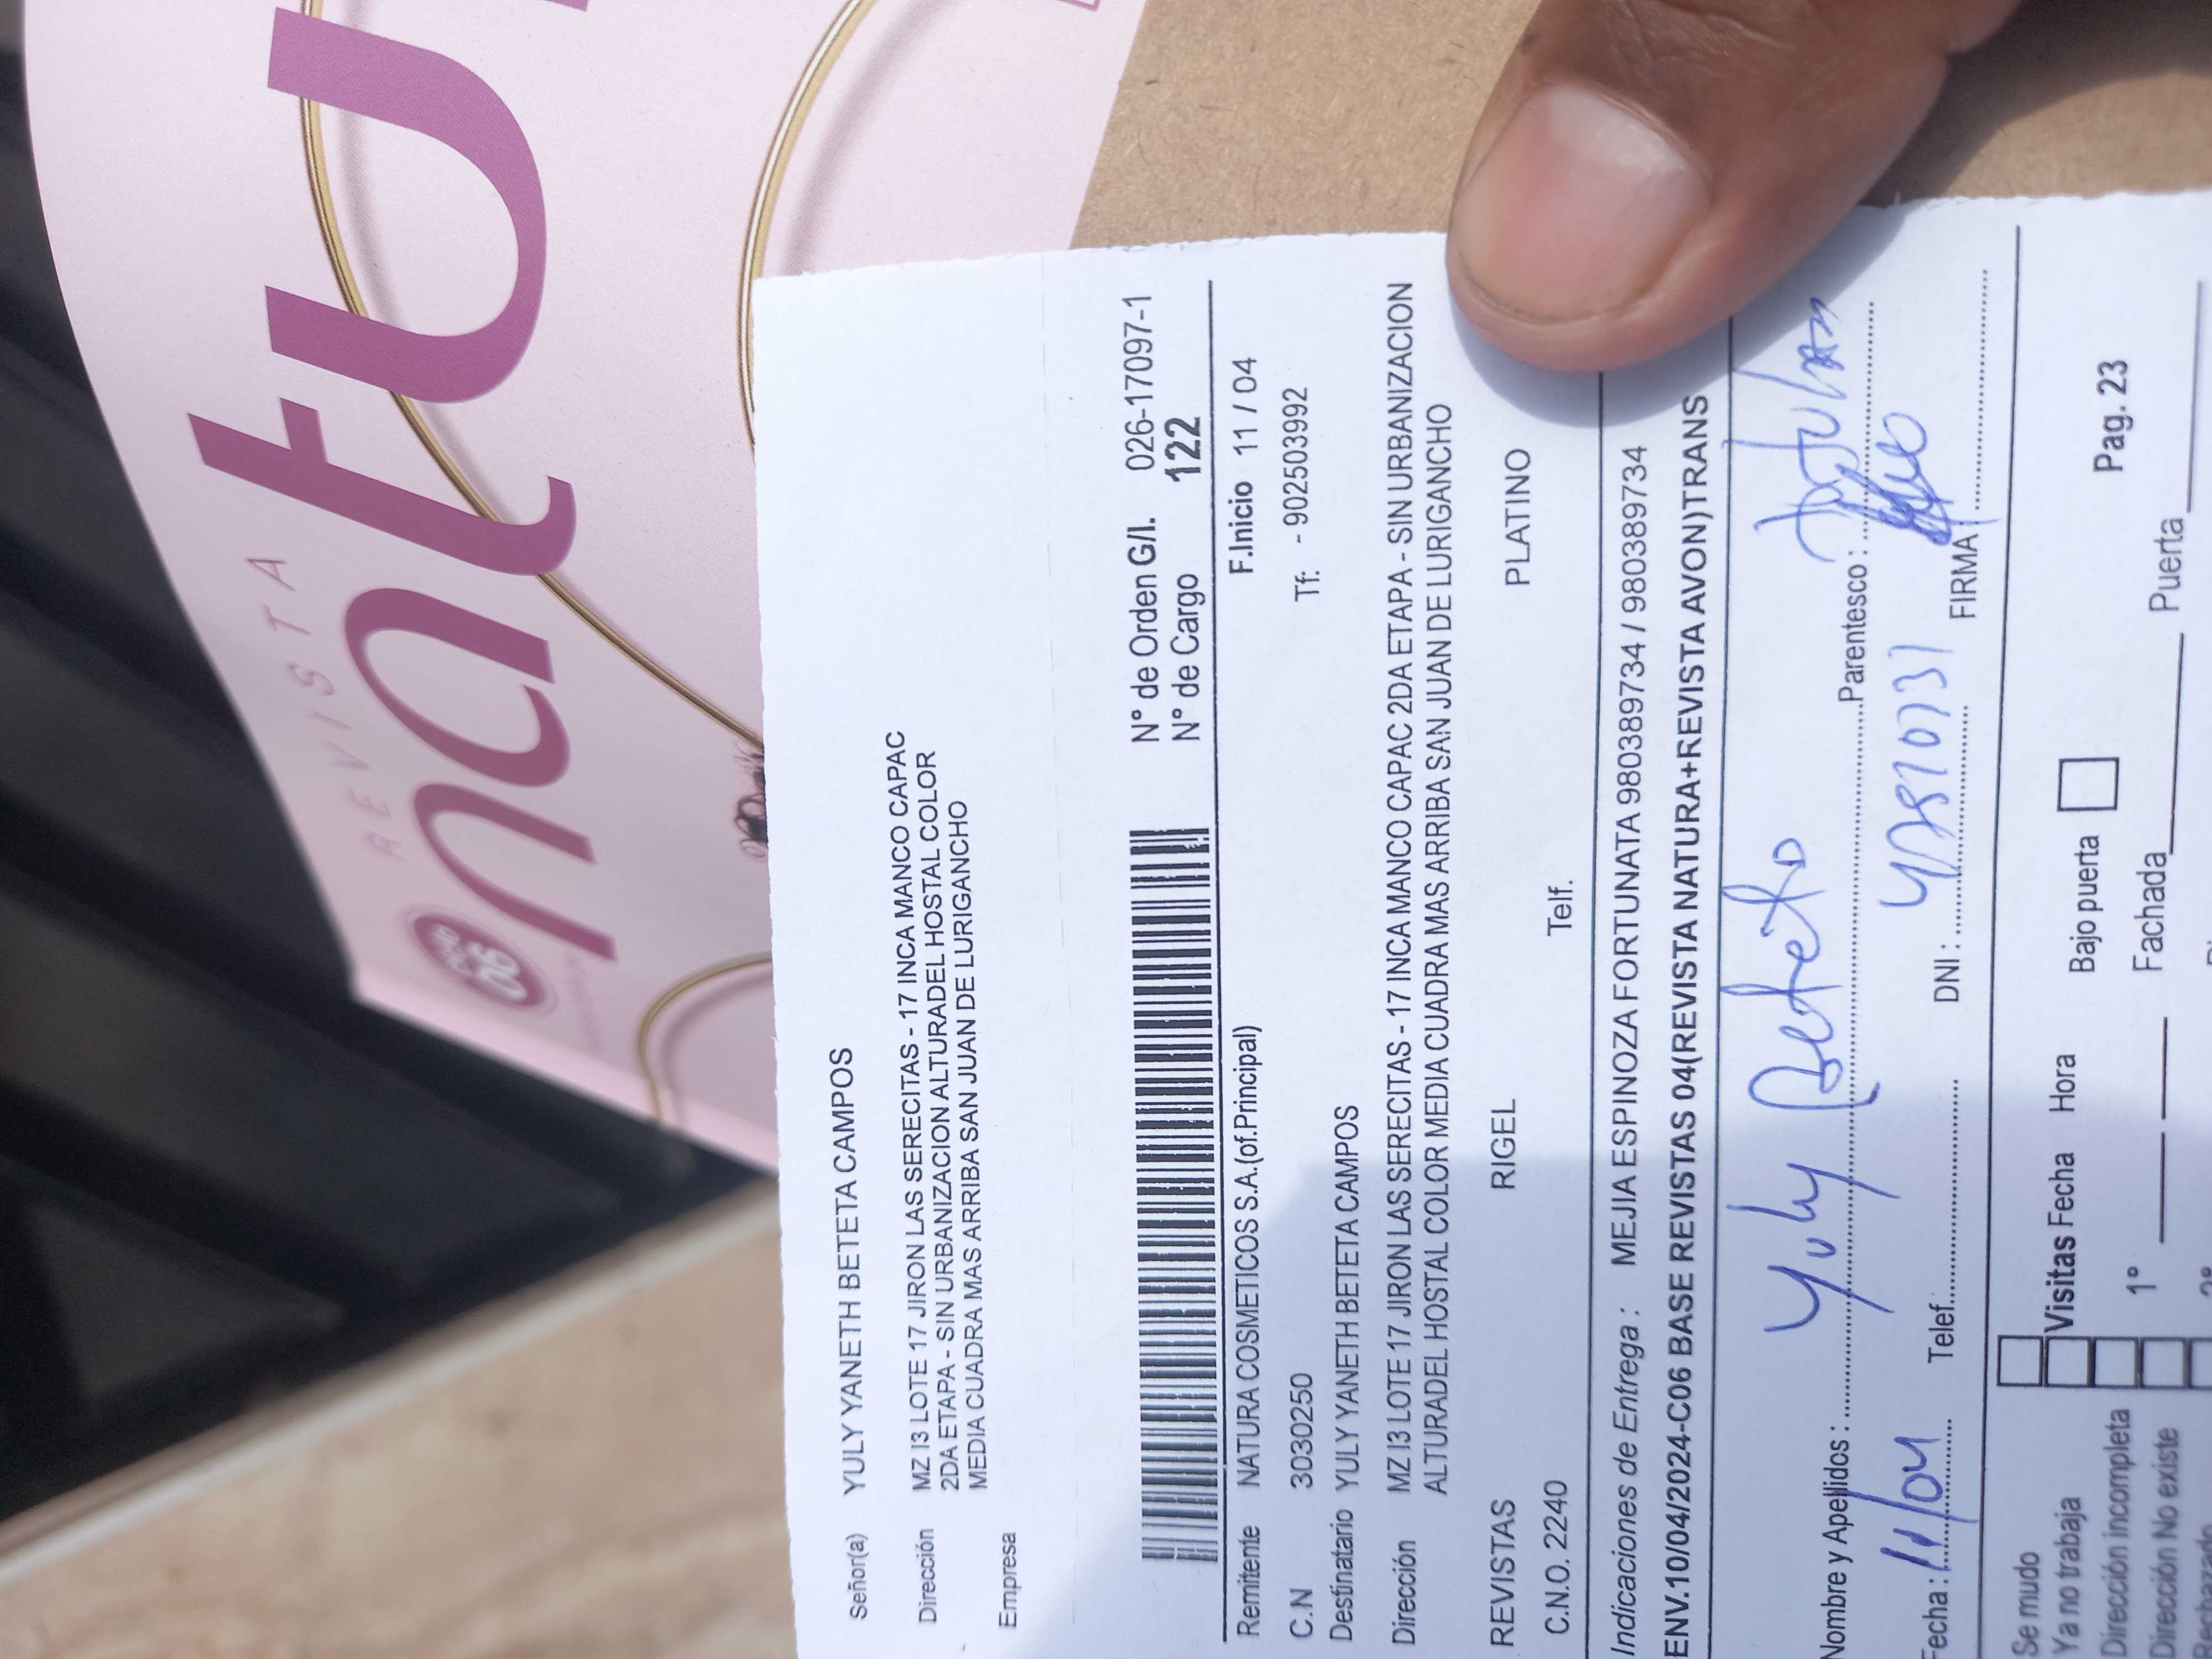 REVISTA
natu
06
Señor(a) YULY YANETH BETETA CAMPOS
Dirección MZ I3 LOTE 17 JIRON LAS SERECITAS - 17 INCA MANCO CAPAC
2DA ETAPA - SIN URBANIZACION ALTURADEL HOSTAL COLOR
MEDIA CUADRA MAS ARRIBA SAN JUAN DE LURIGANCHO
Empresa
N° de Orden G/I. 026-17097-1
N° de Cargo 122
Remitente NATURA COSMETICOS S.A.(of.Principal) F.Inicio 11 / 04
C.N 3030250 Tf: - 902503992
Destinatario YULY YANETH BETETA CAMPOS
Dirección MZ I3 LOTE 17 JIRON LAS SERECITAS - 17 INCA MANCO CAPAC 2DA ETAPA - SIN URBANIZACION
ALTURADEL HOSTAL COLOR MEDIA CUADRA MAS ARRIBA SAN JUAN DE LURIGANCHO
REVISTAS RIGEL PLATINO
C.N.O. 2240 Telf.
Indicaciones de Entrega : MEJIA ESPINOZA FORTUNATA 980389734 / 980389734
ENV.10/04/2024-C06 BASE REVISTAS 04(REVISTA NATURA+REVISTA AVON)TRANS
Nombre y Apellidos : Yuly Beteta Parentesco :
Fecha : 11/04 Telef. DNI : FIRMA
Se mudo
Ya no trabaja Visitas Fecha Hora Bajo puerta Pag. 23
Dirección incompleta 1° Fachada Puerta
Dirección No existe